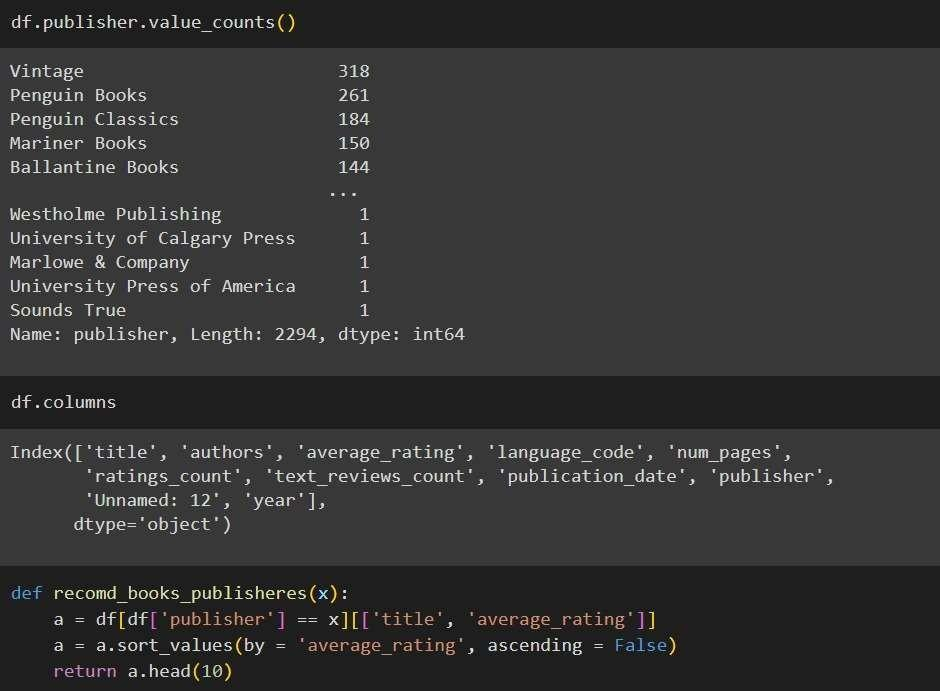 df.publisher.value_counts()
Vintage 318
Penguin Books 261
Penguin Classics 184
Mariner Books 150
Ballantine Books 144
...
Westholme Publishing 1
University of Calgary Press 1
Marlowe & Company 1
University Press of America 1
Sounds True 1
Name: publisher, Length: 2294, dtype: int64
df.columns
Index(['title', 'authors', 'average_rating', 'language_code', 'num_pages',
'ratings_count', 'text_reviews_count', 'publication_date', 'publisher',
'Unnamed: 12', 'year'],
dtype='object')
def recomd_books_publisheres(x):
a = df[df['publisher'] == x][['title', 'average_rating']]
a = a.sort_values(by = 'average_rating', ascending = False)
return a.head(10)